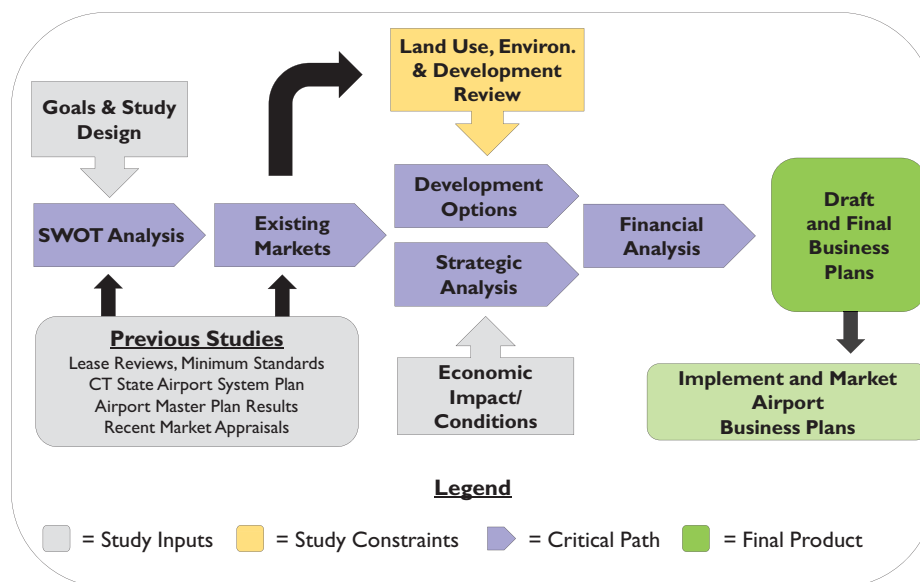 Land Use, Environ.
& Development
Review
Goals & Study
Design
SWOT Analysis
Existing
Markets
Development
Options
Strategic
Analysis
Financial
Analysis
Draft
and Final
Business
Plans
Previous Studies
Lease Reviews, Minimum Standards
CT State Airport System Plan
Airport Master Plan Results
Recent Market Appraisals
Economic
Impact/
Conditions
Implement and Market
Airport
Business Plans
Legend
= Study Inputs
= Study Constraints
= Critical Path
= Final Product